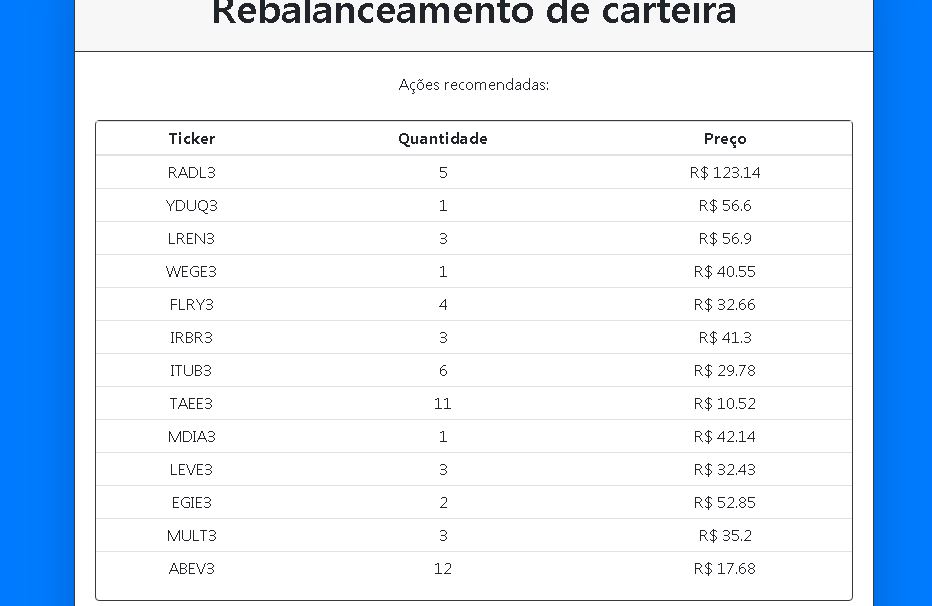 Rebalanceamento de carteira
Ações recomendadas:
Ticker Quantidade Preço
RADL3 5 R$ 123.14
YDUQ3 1 R$ 56.6
LREN3 3 R$ 56.9
WEGE3 1 R$ 40.55
FLRY3 4 R$ 32.66
IRBR3 3 R$ 41.3
ITUB3 6 R$ 29.78
TAEE3 11 R$ 10.52
MDIA3 1 R$ 42.14
LEVE3 3 R$ 32.43
EGIE3 2 R$ 52.85
MULT3 3 R$ 35.2
ABEV3 12 R$ 17.68